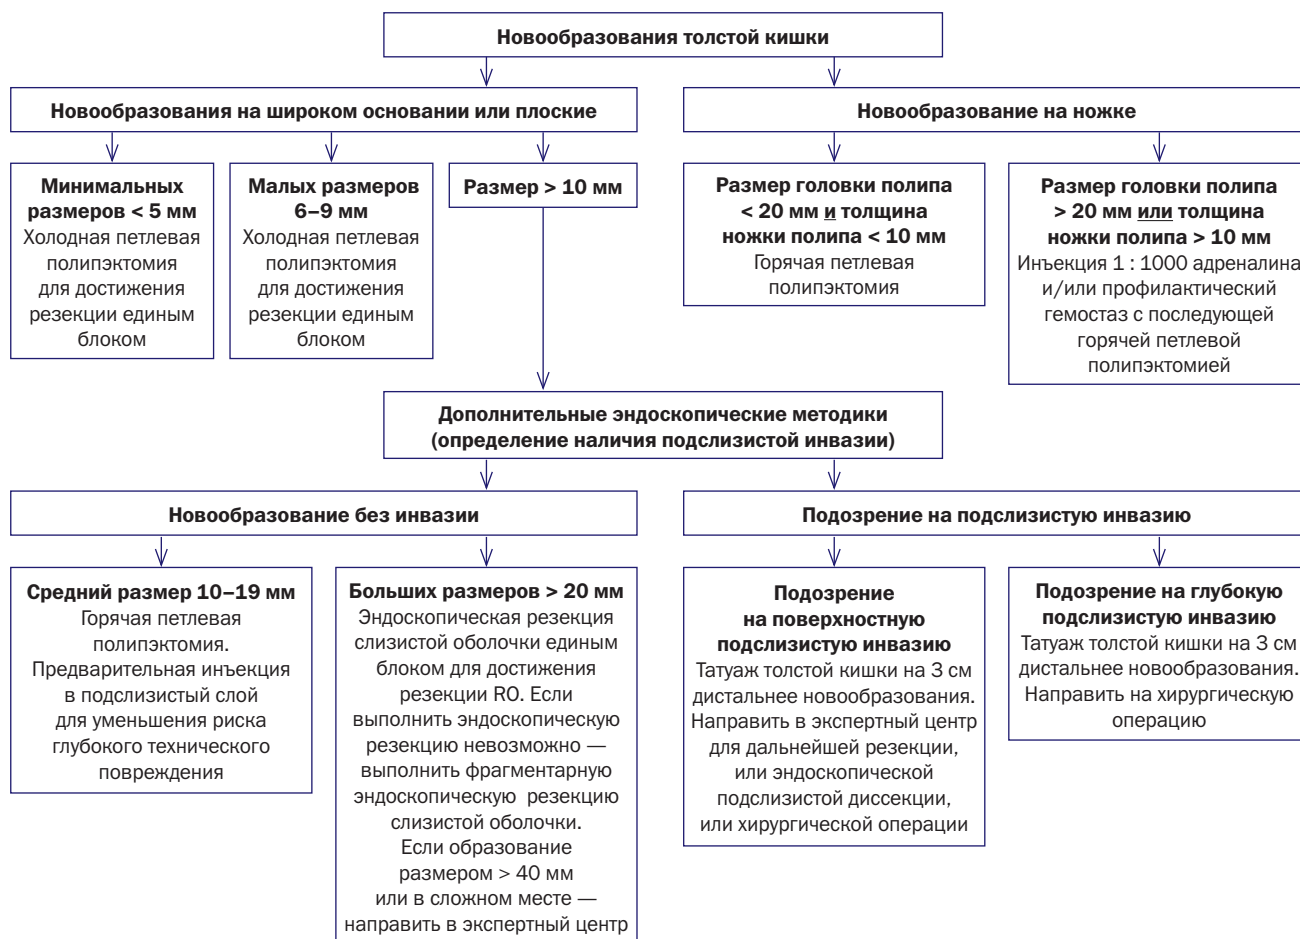 Новообразования толстой кишки
Новообразования на широком основании или плоские
Новообразование на ножке
Минимальных
размеров < 5 мм
Холодная петлевая
полипэктомия
для достижения
резекции единым
блоком
Малых размеров
6–9 мм
Холодная петлевая
полипэктомия
для достижения
резекции единым
блоком
Размер > 10 мм
Размер головки полипа
< 20 мм и толщина
ножки полипа < 10 мм
Горячая петлевая
полипэктомия
Размер головки полипа
> 20 мм или толщина
ножки полипа > 10 мм
Инъекция 1 : 1000 адреналина
и/или профилактический
гемостаз с последующей
горячей петлевой
полипэктомией
Дополнительные эндоскопические методики
(определение наличия подслизистой инвазии)
Новообразование без инвазии
Подозрение на подслизистую инвазию
Средний размер 10–19 мм
Горячая петлевая
полипэктомия.
Предварительная инъекция
в подслизистый слой
для уменьшения риска
глубокого технического
повреждения
Больших размеров > 20 мм
Эндоскопическая резекция
слизистой оболочки единым
блоком для достижения
резекции RO. Если
выполнить эндоскопическую
резекцию невозможно —
выполнить фрагментарную
эндоскопическую резекцию
слизистой оболочки.
Если образование
размером > 40 мм
или в сложном месте —
направить в экспертный центр
Подозрение
на поверхностную
подслизистую инвазию
Татуаж толстой кишки на 3 см
дистальнее новообразования.
Направить в экспертный центр
для дальнейшей резекции,
или эндоскопической
подслизистой диссекции,
или хирургической операции
Подозрение на глубокую
подслизистую инвазию
Татуаж толстой кишки на 3 см
дистальнее новообразования.
Направить на хирургическую
операцию